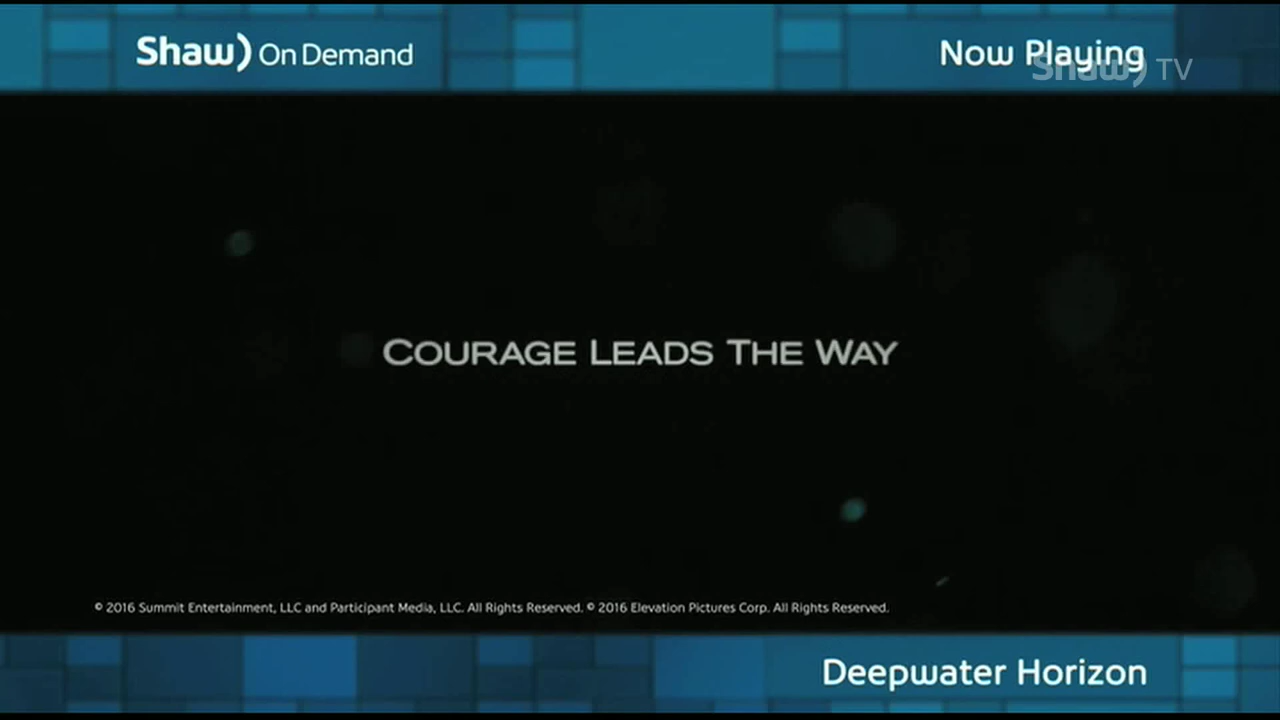 Shaw) On Demand
Now Playing
Shaw) TV
COURAGE LEADS THE WAY
© 2016 Summit Entertainment, LLC and Participant Media, LLC. All Rights Reserved. © 2016 Elevation Pictures Corp. All Rights Reserved.
Deepwater Horizon